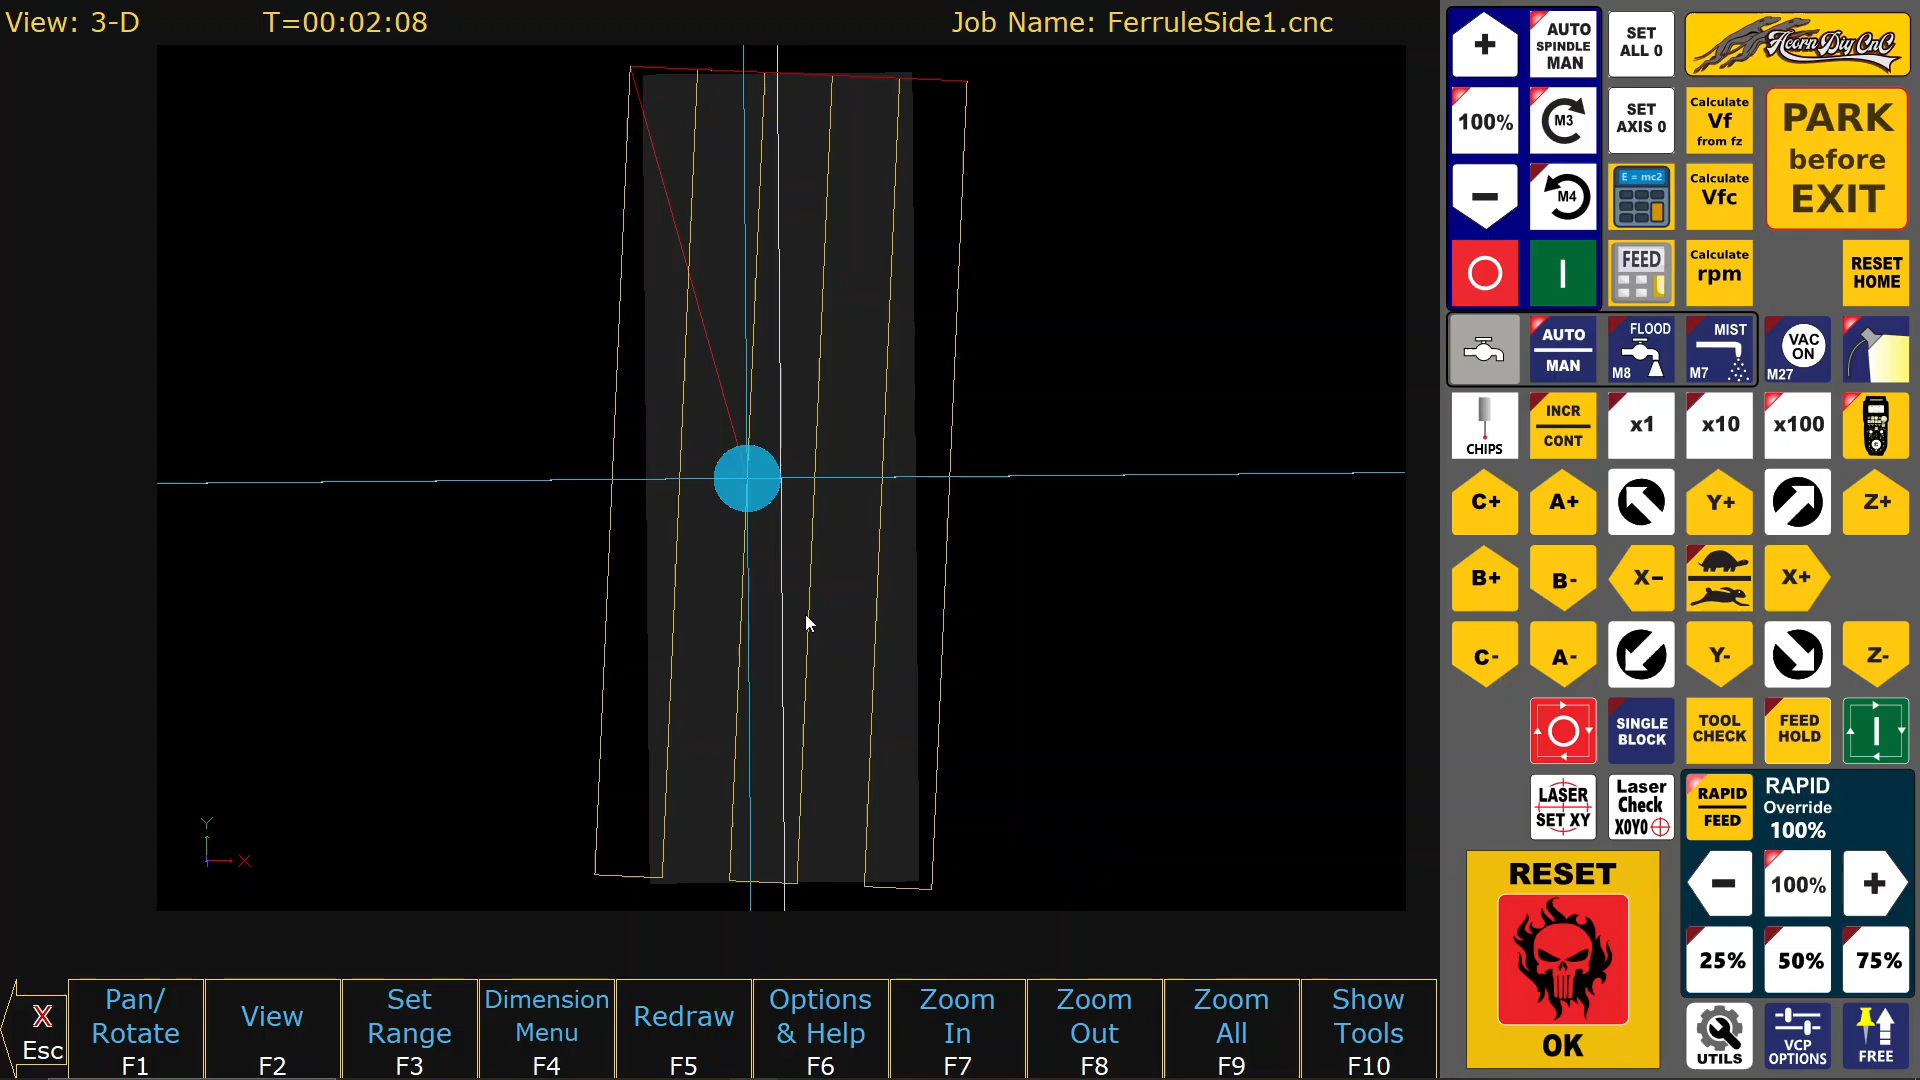 View: 3-D
T=00:02:08
Job Name: FerruleSide1.cnc
+
AUTO
SPINDLE
MAN
SET
ALL 0
Acorn Diy CnC
100%
M3
SET
AXIS 0
Calculate
Vf
from fz
PARK
before
EXIT
−
M4
E = mc2
Calculate
Vfc
FEED
Calculate
rpm
RESET
HOME
AUTO
MAN
FLOOD
M8
MIST
M7
VAC
ON
M27
CHIPS
INCR
CONT
x1
x10
x100
C+
A+
Y+
Z+
B+
B-
X-
X+
C-
A-
Y-
Z-
SINGLE
BLOCK
TOOL
CHECK
FEED
HOLD
LASER
SET XY
Laser
Check
X0Y0
RAPID
FEED
RAPID
Override
100%
RESET
OK
−
100%
+
25%
50%
75%
UTILS
VCP
OPTIONS
FREE
Y
X
X
Esc
Pan/
Rotate
F1
View
F2
Set
Range
F3
Dimension
Menu
F4
Redraw
F5
Options
& Help
F6
Zoom
In
F7
Zoom
Out
F8
Zoom
All
F9
Show
Tools
F10